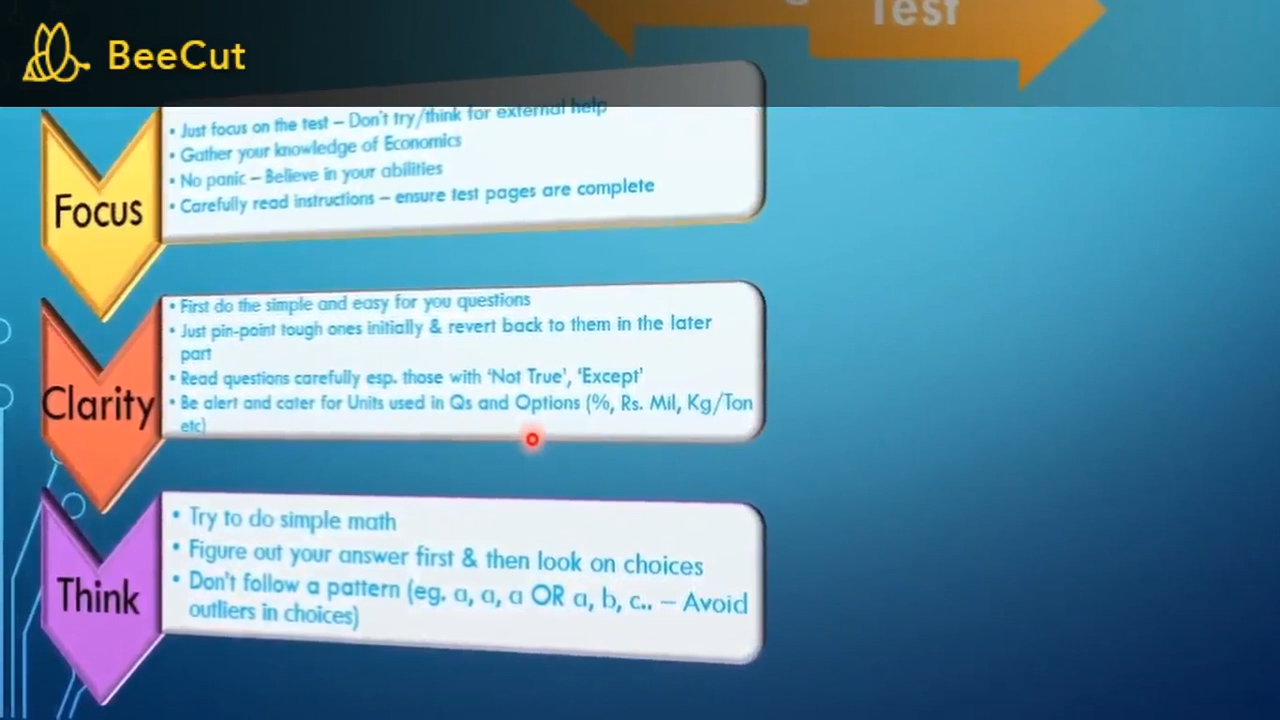 BeeCut
Test
Focus
• Just focus on the test – Don't try/think for external help
• Gather your knowledge of Economics
• No panic – Believe in your abilities
• Carefully read instructions – ensure test pages are complete
Clarity
• First do the simple and easy for you questions
• Just pin-point tough ones initially & revert back to them in the later
part
• Read questions carefully esp. those with ‘Not True’, ‘Except’
• Be alert and cater for Units used in Qs and Options (%, Rs. Mil, Kg/Ton
etc)
Think
• Try to do simple math
• Figure out your answer first & then look on choices
• Don't follow a pattern (eg. a, a, a OR a, b, c.. – Avoid
outliers in choices)